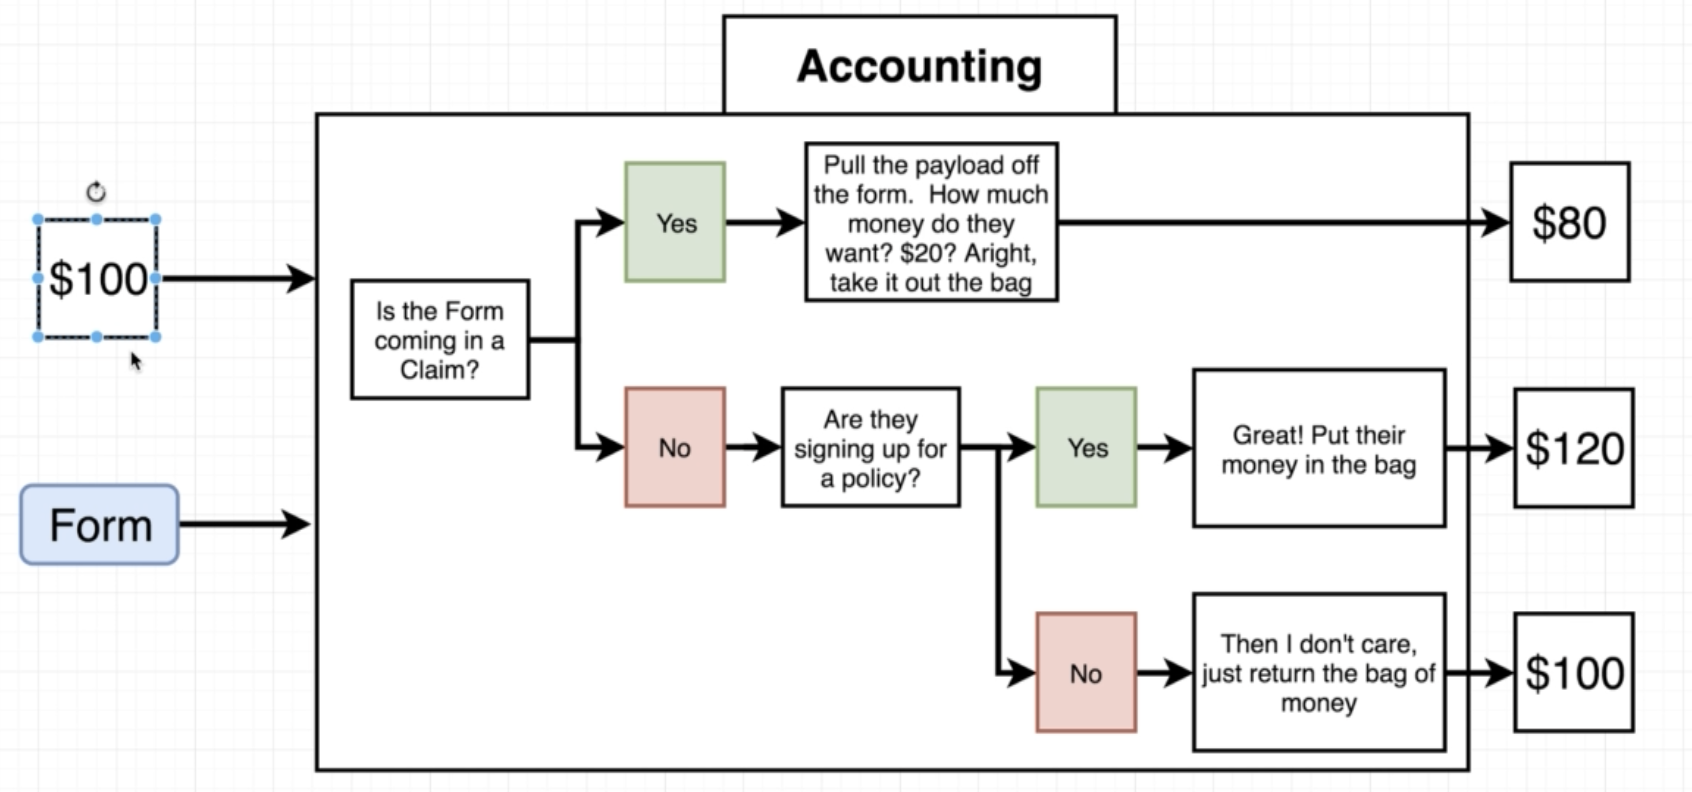 Accounting
$100
Form
Is the Form
coming in a
Claim?
Yes
Pull the payload off
the form.  How much
money do they
want? $20? Aright,
take it out the bag
$80
No
Are they
signing up for
a policy?
Yes
Great! Put their
money in the bag
$120
No
Then I don't care,
just return the bag of
money
$100